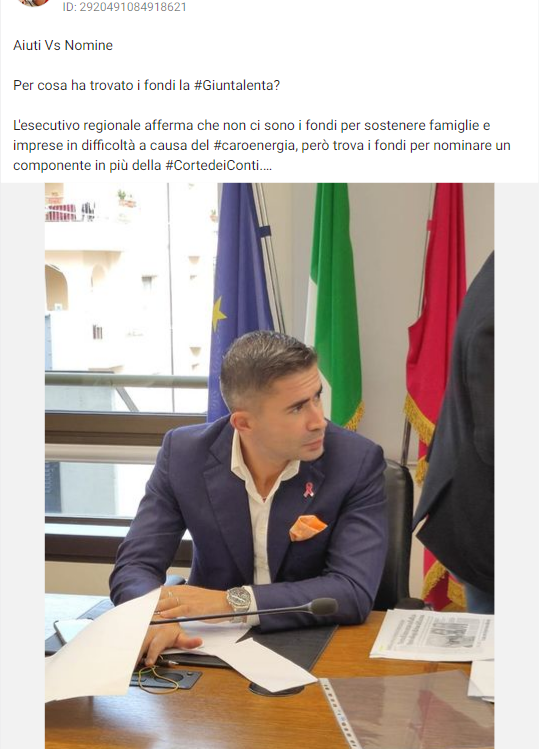 ID: 2920491084918621
Aiuti Vs Nomine
Per cosa ha trovato i fondi la #Giuntalenta?
L'esecutivo regionale afferma che non ci sono i fondi per sostenere famiglie e
imprese in difficoltà a causa del #caroenergia, però trova i fondi per nominare un
componente in più della #CortedeiConti....